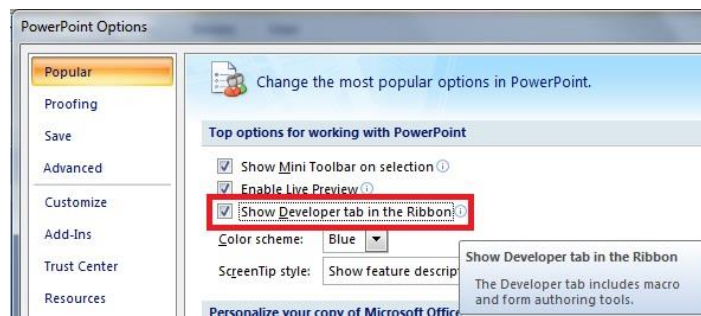 PowerPoint Options
Popular
Proofing
Save
Advanced
Customize
Add-Ins
Trust Center
Resources
Change the most popular options in PowerPoint.
Top options for working with PowerPoint
Show Mini Toolbar on selection
Enable Live Preview
Show Developer tab in the Ribbon
Color scheme: Blue
ScreenTip style: Show feature descrip
Personalize your copy of Microsoft Office
Show Developer tab in the Ribbon
The Developer tab includes macro
and form authoring tools.